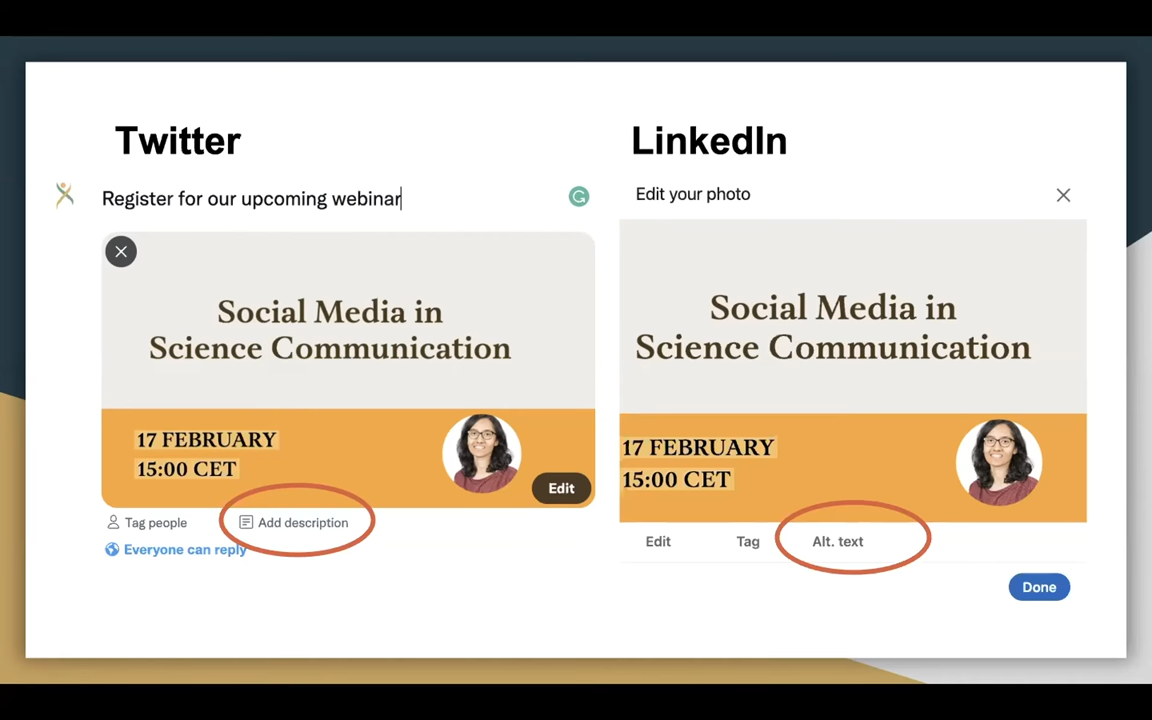 Twitter
Register for our upcoming webinar
Social Media in
Science Communication
17 FEBRUARY
15:00 CET
Edit
Tag people
Add description
Everyone can reply
LinkedIn
Edit your photo
Social Media in
Science Communication
17 FEBRUARY
15:00 CET
Edit
Tag
Alt. text
Done